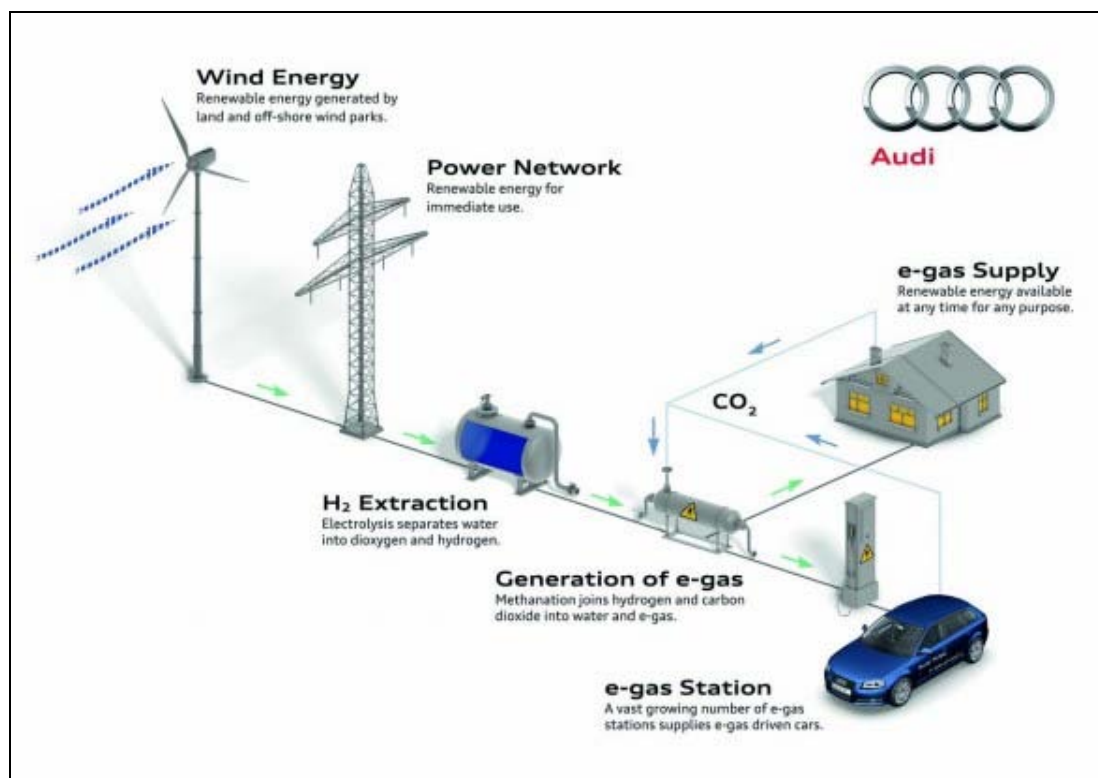 Wind Energy
Renewable energy generated by
land and off-shore wind parks.
Audi
Power Network
Renewable energy for
immediate use.
e-gas Supply
Renewable energy available
at any time for any purpose.
CO₂
H₂ Extraction
Electrolysis separates water
into dioxygen and hydrogen.
Generation of e-gas
Methanation joins hydrogen and carbon
dioxide into water and e-gas.
e-gas Station
A vast growing number of e-gas
stations supplies e-gas driven cars.